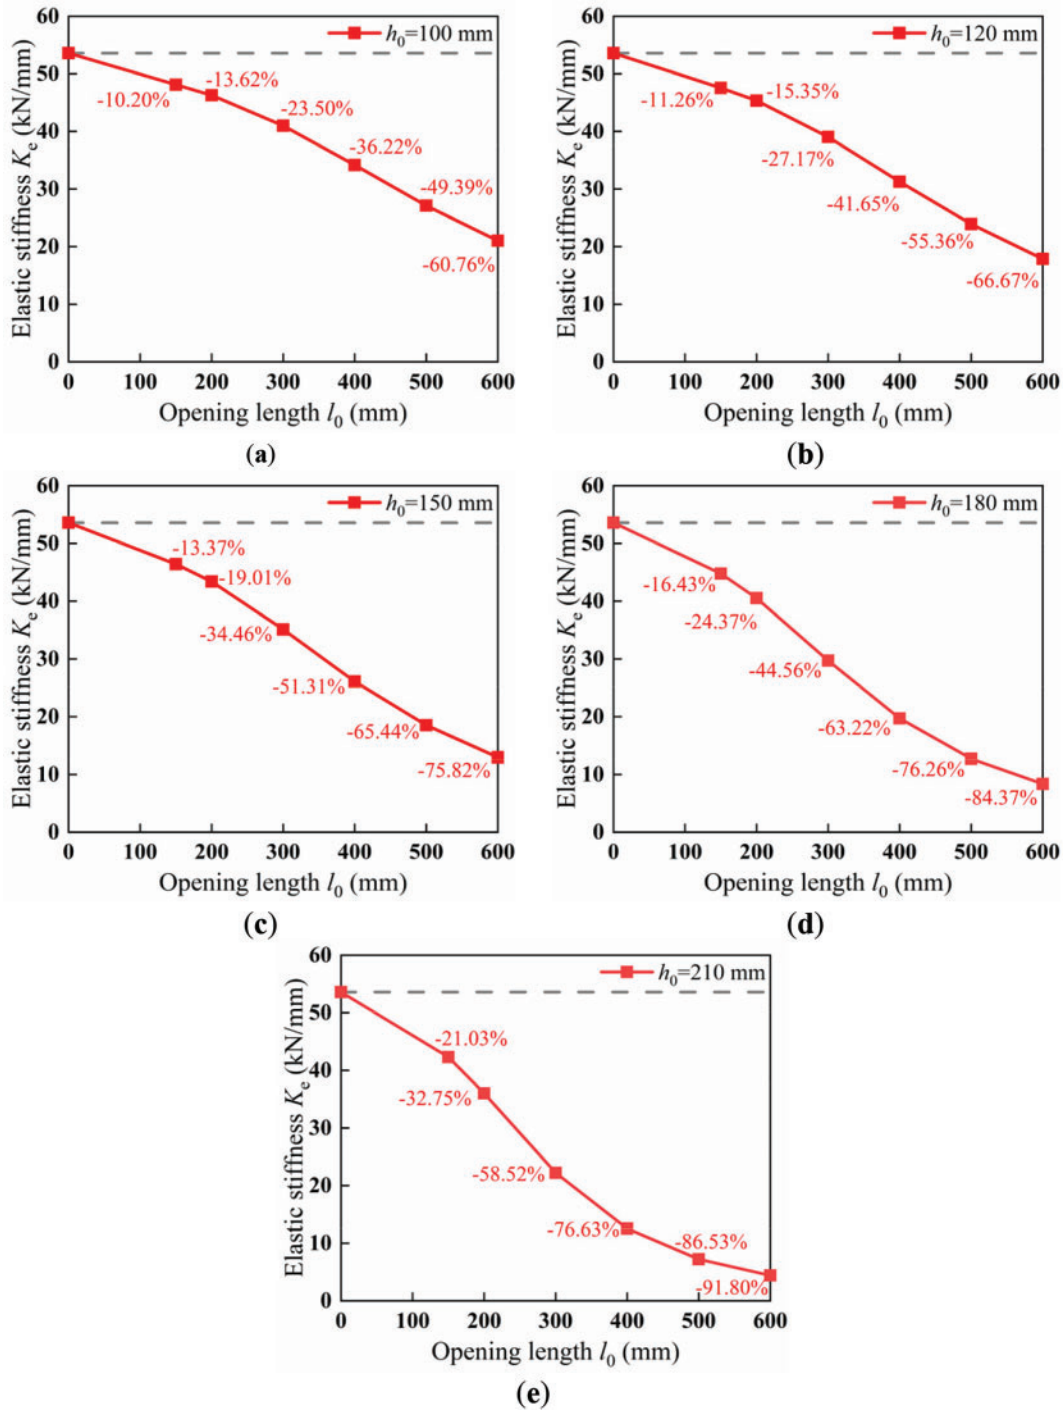 60
50
40
30
20
10
0
Elastic stiffness Ke (kN/mm)
h0=100 mm
-10.20%
-13.62%
-23.50%
-36.22%
-49.39%
-60.76%
0 100 200 300 400 500 600
Opening length l0 (mm)
(a)
60
50
40
30
20
10
0
Elastic stiffness Ke (kN/mm)
h0=120 mm
-11.26%
-15.35%
-27.17%
-41.65%
-55.36%
-66.67%
0 100 200 300 400 500 600
Opening length l0 (mm)
(b)
60
50
40
30
20
10
0
Elastic stiffness Ke (kN/mm)
h0=150 mm
-13.37%
-19.01%
-34.46%
-51.31%
-65.44%
-75.82%
0 100 200 300 400 500 600
Opening length l0 (mm)
(c)
60
50
40
30
20
10
0
Elastic stiffness Ke (kN/mm)
h0=180 mm
-16.43%
-24.37%
-44.56%
-63.22%
-76.26%
-84.37%
0 100 200 300 400 500 600
Opening length l0 (mm)
(d)
60
50
40
30
20
10
0
Elastic stiffness Ke (kN/mm)
h0=210 mm
-21.03%
-32.75%
-58.52%
-76.63%
-86.53%
-91.80%
0 100 200 300 400 500 600
Opening length l0 (mm)
(e)